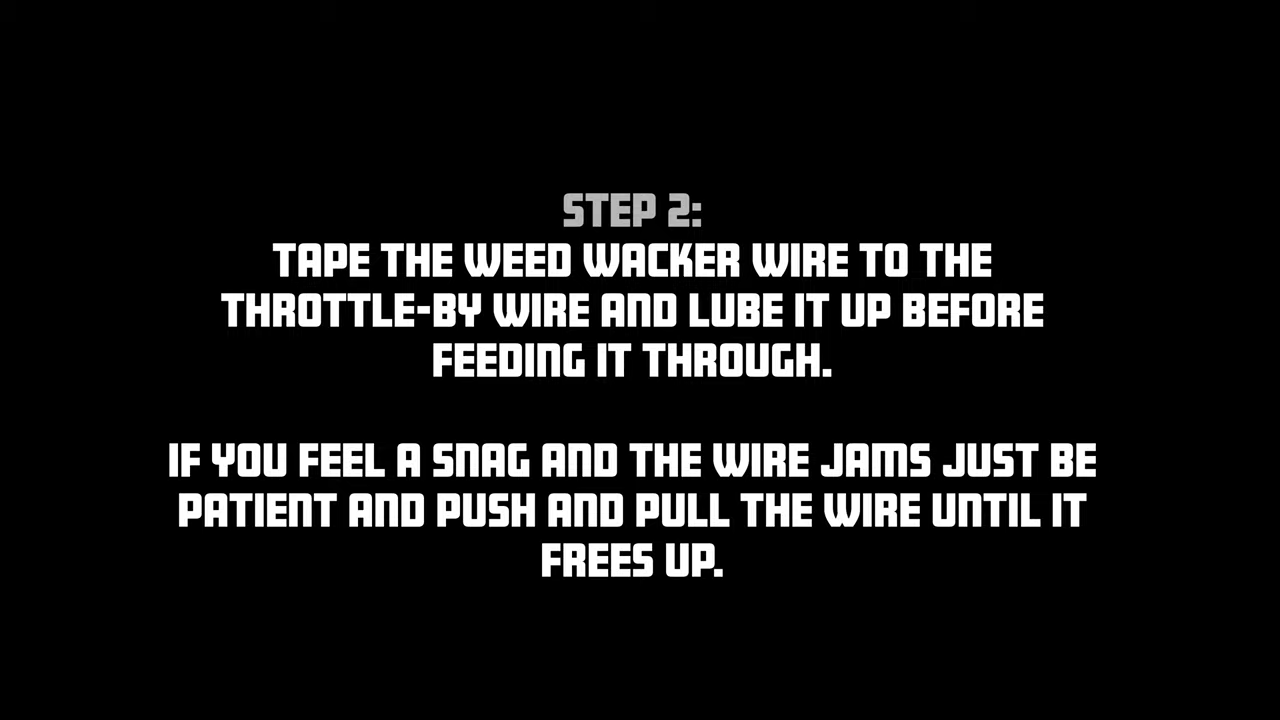 STEP 2:
TAPE THE WEED WACKER WIRE TO THE
THROTTLE-BY WIRE AND LUBE IT UP BEFORE
FEEDING IT THROUGH.
IF YOU FEEL A SNAG AND THE WIRE JAMS JUST BE
PATIENT AND PUSH AND PULL THE WIRE UNTIL IT
FREES UP.